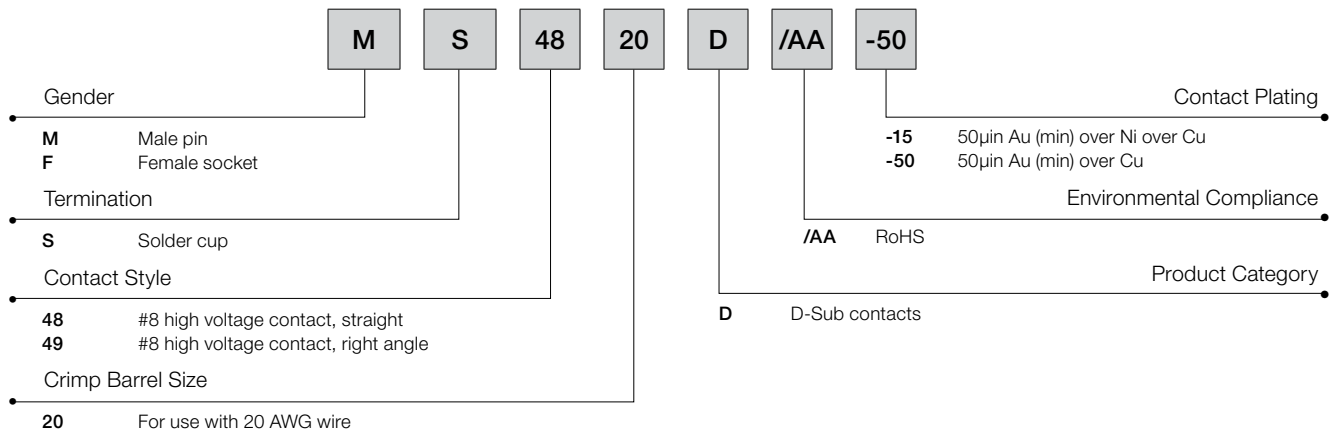 M S 48 20 D /AA -50
Gender
M Male pin
F Female socket
Termination
S Solder cup
Contact Style
48 #8 high voltage contact, straight
49 #8 high voltage contact, right angle
Crimp Barrel Size
20 For use with 20 AWG wire
Contact Plating
-15 50µin Au (min) over Ni over Cu
-50 50µin Au (min) over Cu
Environmental Compliance
/AA RoHS
Product Category
D D-Sub contacts